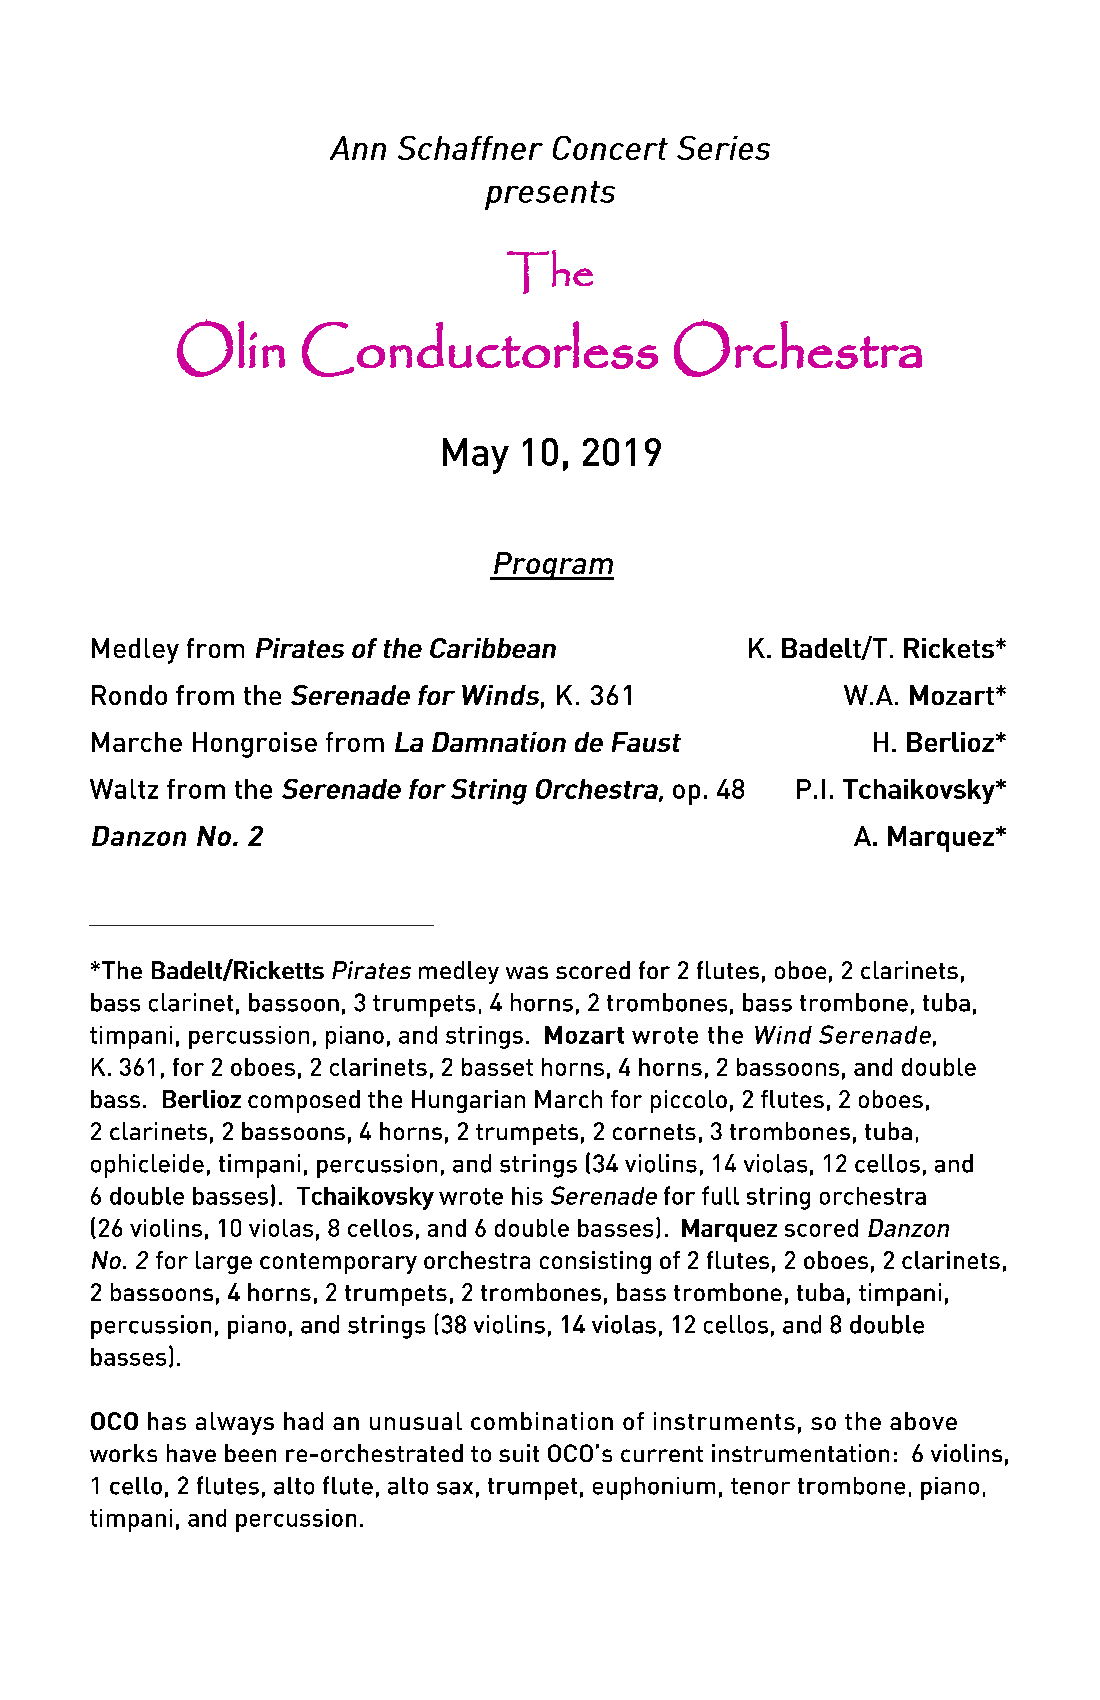 Ann Schaffner Concert Series
presents
The
Olin Conductorless Orchestra
May 10, 2019
Program
Medley from Pirates of the Caribbean K. Badelt/T. Rickets*
Rondo from the Serenade for Winds, K. 361 W.A. Mozart*
Marche Hongroise from La Damnation de Faust H. Berlioz*
Waltz from the Serenade for String Orchestra, op. 48 P.I. Tchaikovsky*
Danzon No. 2 A. Marquez*
*The Badelt/Ricketts Pirates medley was scored for 2 flutes, oboe, 2 clarinets,
bass clarinet, bassoon, 3 trumpets, 4 horns, 2 trombones, bass trombone, tuba,
timpani, percussion, piano, and strings. Mozart wrote the Wind Serenade,
K. 361, for 2 oboes, 2 clarinets, 2 basset horns, 4 horns, 2 bassoons, and double
bass. Berlioz composed the Hungarian March for piccolo, 2 flutes, 2 oboes,
2 clarinets, 2 bassoons, 4 horns, 2 trumpets, 2 cornets, 3 trombones, tuba,
ophicleide, timpani, percussion, and strings (34 violins, 14 violas, 12 cellos, and
6 double basses). Tchaikovsky wrote his Serenade for full string orchestra
(26 violins, 10 violas, 8 cellos, and 6 double basses). Marquez scored Danzon
No. 2 for large contemporary orchestra consisting of 2 flutes, 2 oboes, 2 clarinets,
2 bassoons, 4 horns, 2 trumpets, 2 trombones, bass trombone, tuba, timpani,
percussion, piano, and strings (38 violins, 14 violas, 12 cellos, and 8 double
basses).
OCO has always had an unusual combination of instruments, so the above
works have been re-orchestrated to suit OCO's current instrumentation: 6 violins,
1 cello, 2 flutes, alto flute, alto sax, trumpet, euphonium, tenor trombone, piano,
timpani, and percussion.